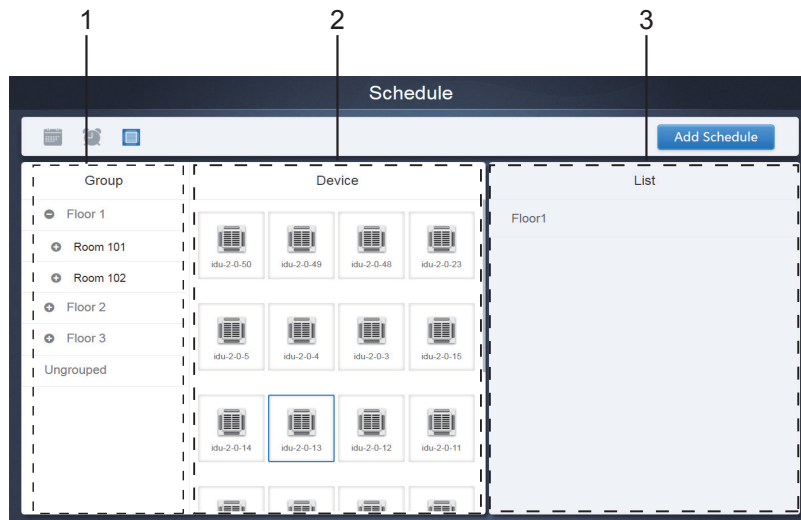 1 2 3
Schedule
Add Schedule
Group Device List
Floor 1
Floor1
Room 101
idu-2-0-50 idu-2-0-49 idu-2-0-48 idu-2-0-23
Room 102
Floor 2
Floor 3
idu-2-0-5 idu-2-0-4 idu-2-0-3 idu-2-0-15
Ungrouped
idu-2-0-14 idu-2-0-13 idu-2-0-12 idu-2-0-11